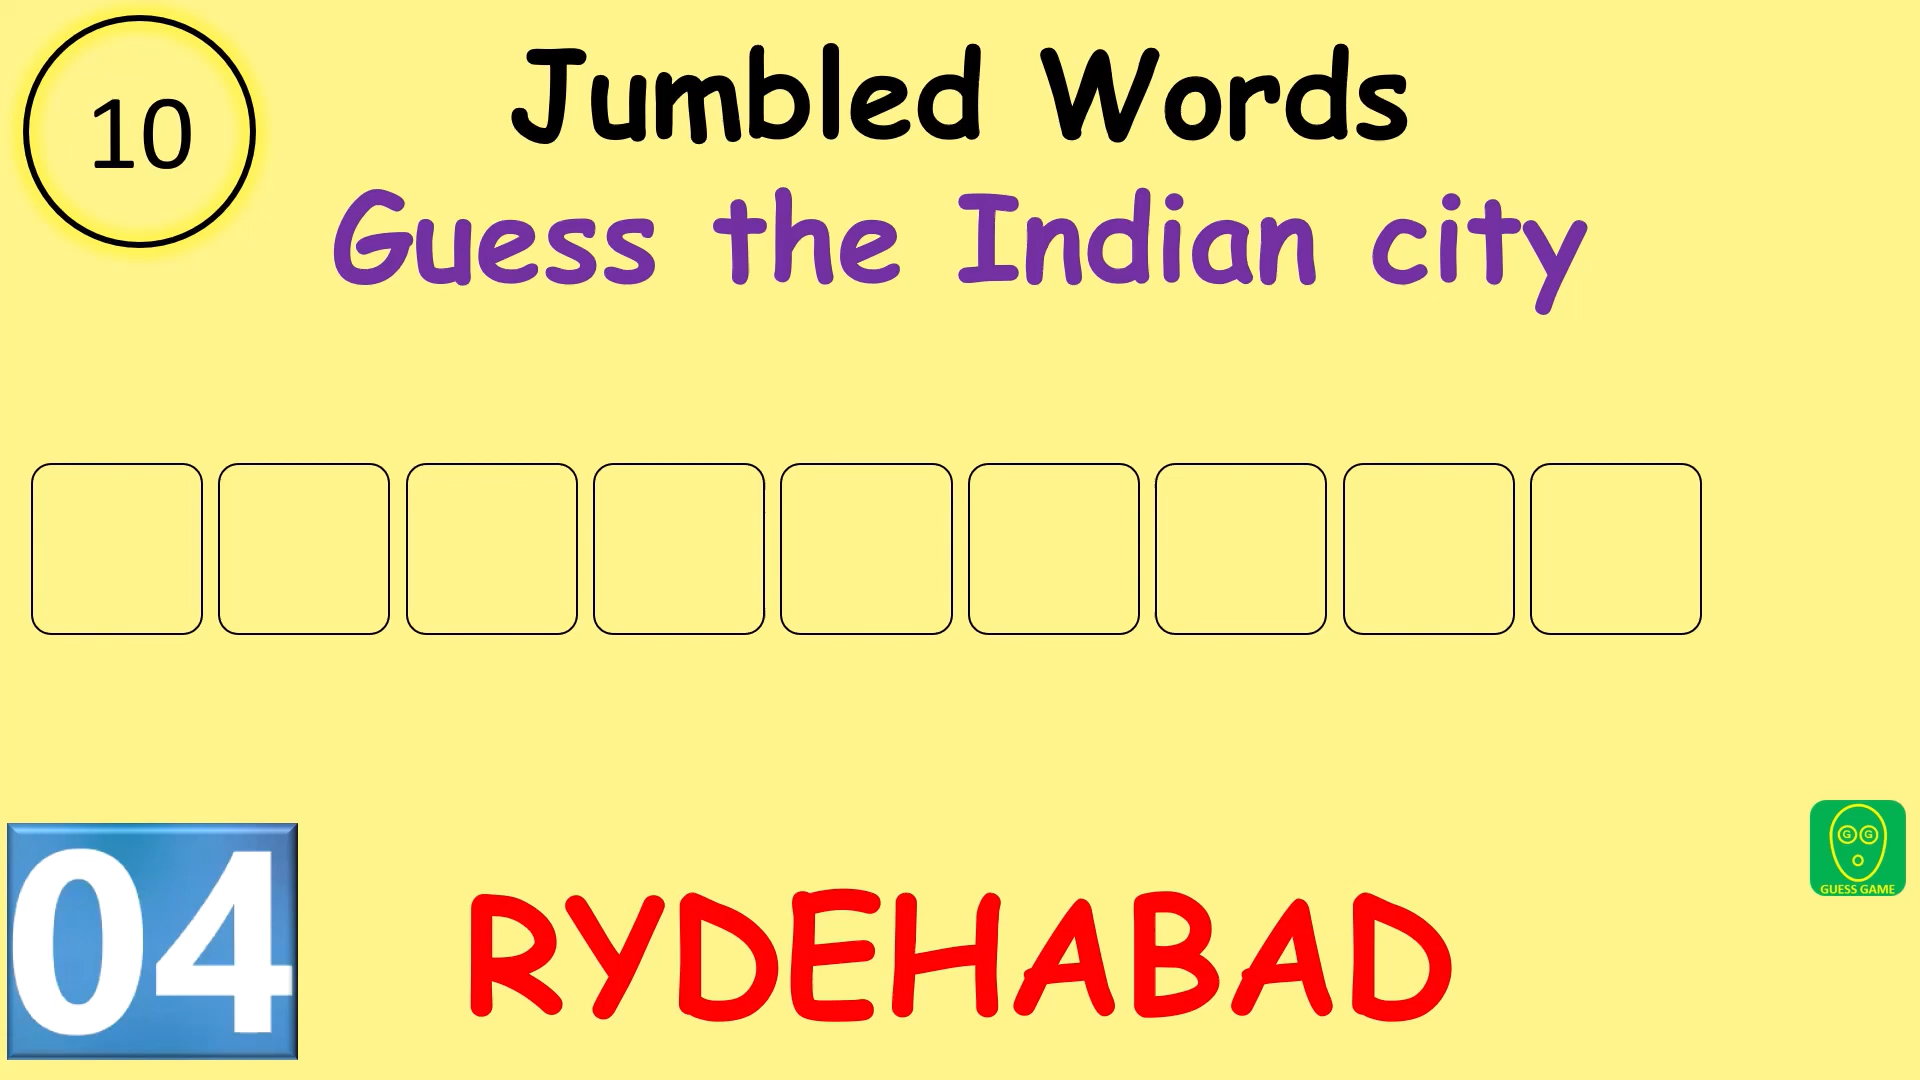 10
Jumbled Words
Guess the Indian city
04
RYDEHABAD
G G
GUESS GAME